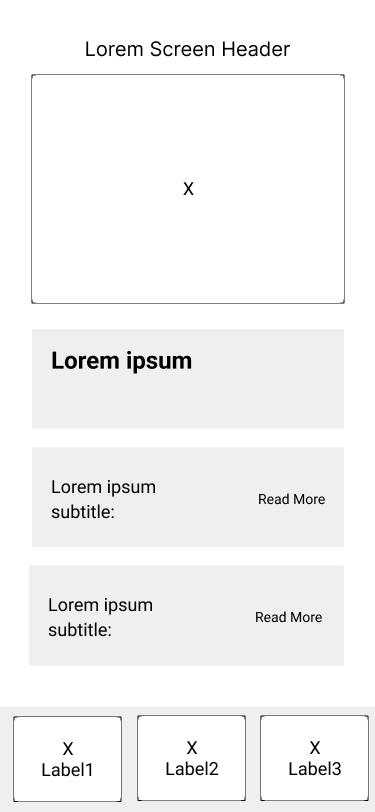 Lorem Screen Header
X
Lorem ipsum
Lorem ipsum
subtitle:
Read More
Lorem ipsum
subtitle:
Read More
X
Label1
X
Label2
X
Label3